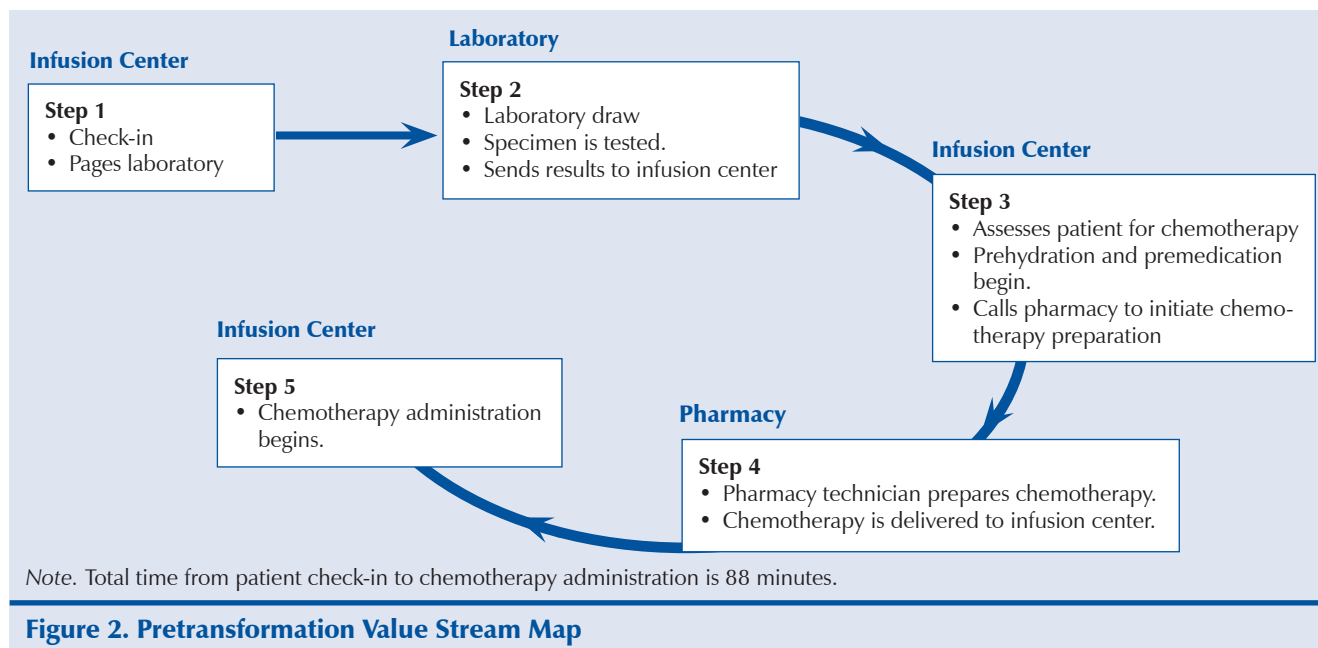 Infusion Center
Step 1
• Check-in
• Pages laboratory
Laboratory
Step 2
• Laboratory draw
• Specimen is tested.
• Sends results to infusion center
Infusion Center
Step 3
• Assesses patient for chemotherapy
• Prehydration and premedication
begin.
• Calls pharmacy to initiate chemo-
therapy preparation
Pharmacy
Step 4
• Pharmacy technician prepares chemotherapy.
• Chemotherapy is delivered to infusion center.
Infusion Center
Step 5
• Chemotherapy administration
begins.
Note. Total time from patient check-in to chemotherapy administration is 88 minutes.
Figure 2. Pretransformation Value Stream Map